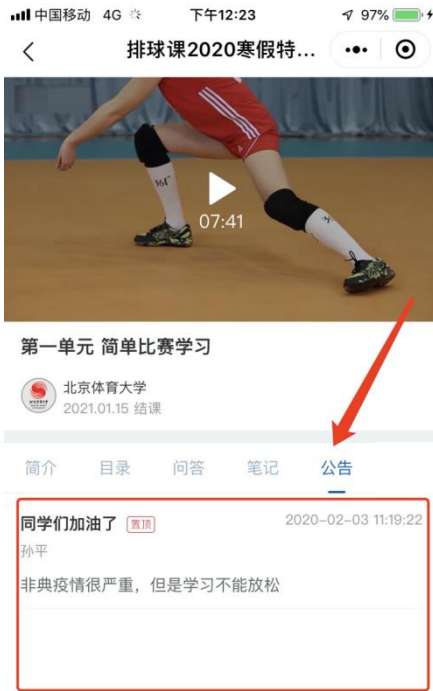 中国移动 4G 下午12:23 97%
排球课2020寒假特...
07:41
第一单元 简单比赛学习
北京体育大学
2021.01.15 结课
简介 目录 问答 笔记 公告
同学们加油了 置顶 2020-02-03 11:19:22
孙平
非典疫情很严重，但是学习不能放松